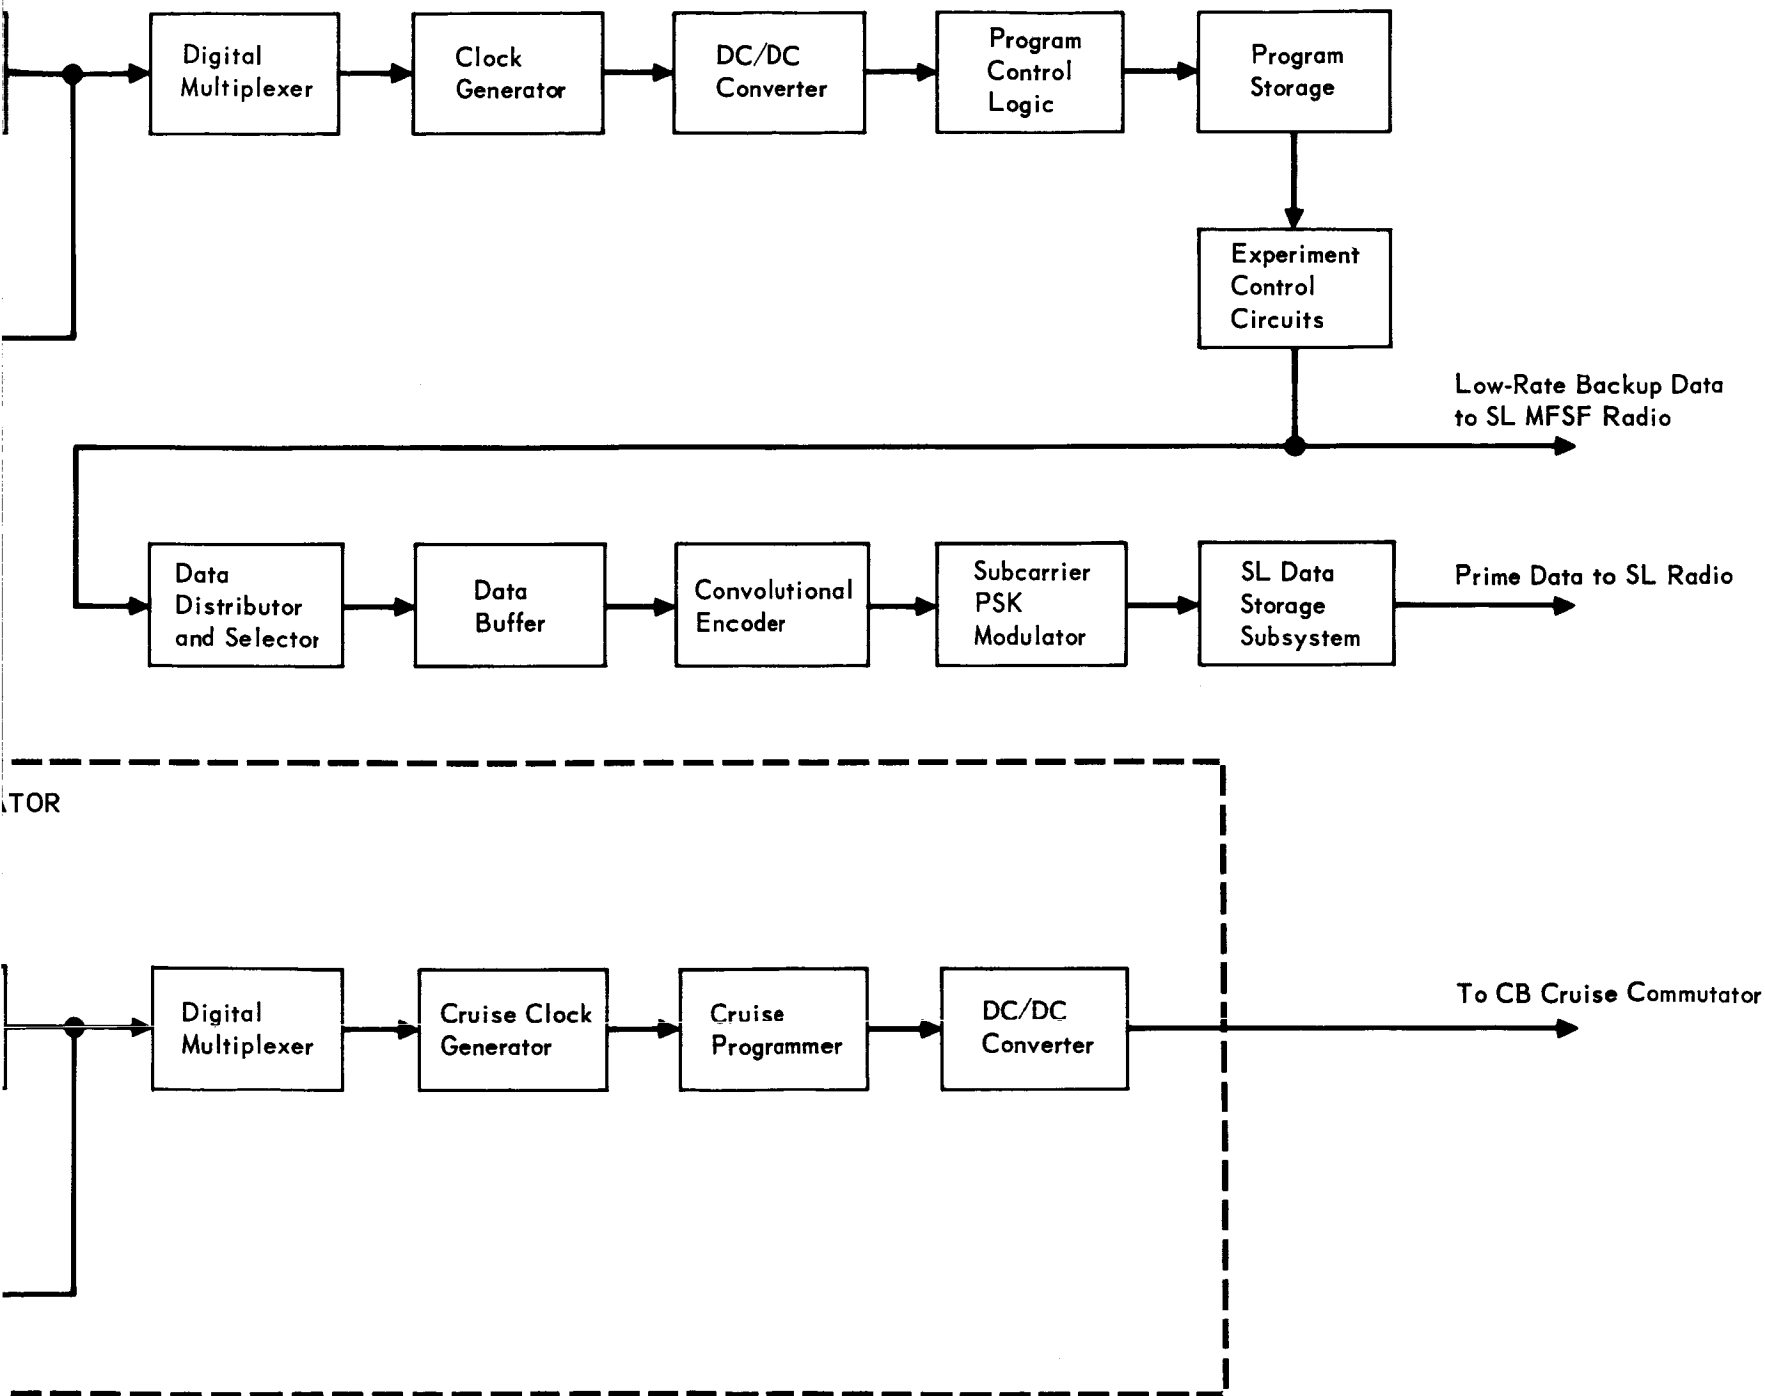 Digital
Multiplexer
Clock
Generator
DC/DC
Converter
Program
Control
Logic
Program
Storage
Experiment
Control
Circuits
Low-Rate Backup Data
to SL MFSF Radio
Data
Distributor
and Selector
Data
Buffer
Convolutional
Encoder
Subcarrier
PSK
Modulator
SL Data
Storage
Subsystem
Prime Data to SL Radio
Digital
Multiplexer
Cruise Clock
Generator
Cruise
Programmer
DC/DC
Converter
To CB Cruise Commutator